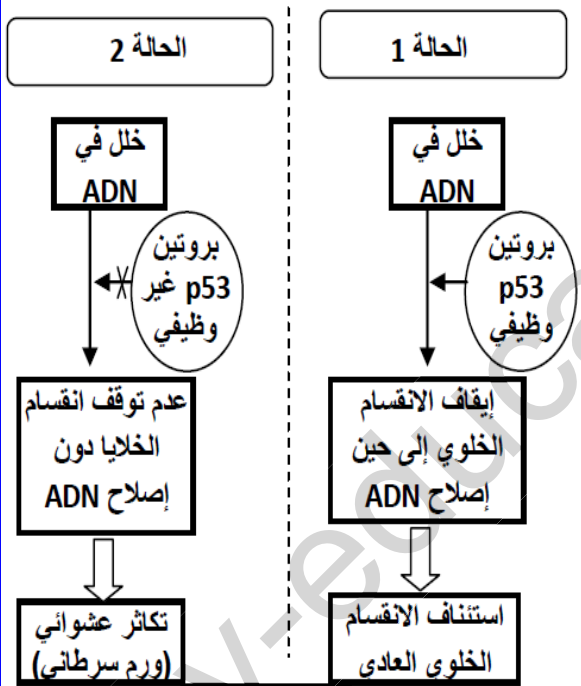 الحالة 1
خلل في
ADN
بروتين
p53
وظيفي
إيقاف الانقسام
الخلوي إلى حين
إصلاح ADN
استئناف الانقسام
الخلوي العادي
الحالة 2
خلل في
ADN
بروتين
p53 غير
وظيفي
عدم توقف انقسام
الخلايا دون
إصلاح ADN
تكاثر عشوائي
(ورم سرطاني)